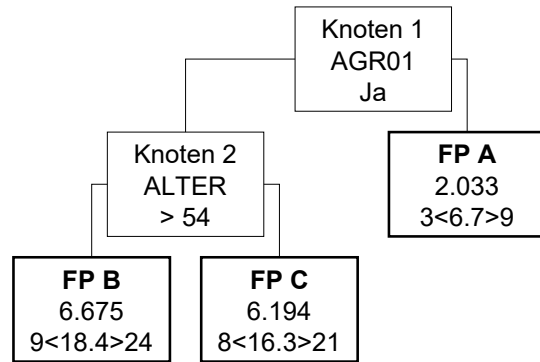 Knoten 1
AGR01
Ja
Knoten 2
ALTER
> 54
FP A
2.033
3<6.7>9
FP B
6.675
9<18.4>24
FP C
6.194
8<16.3>21